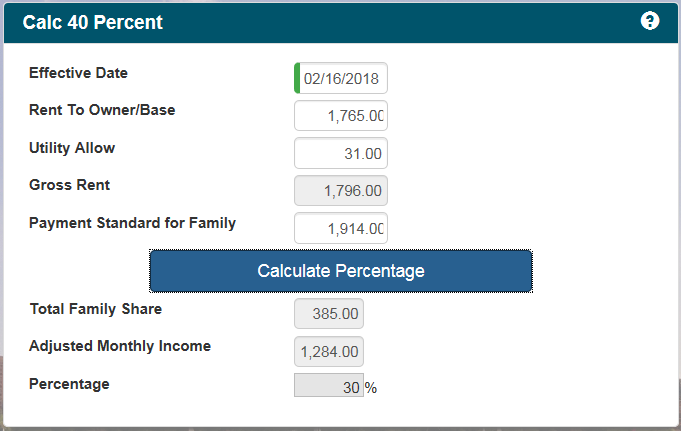 Calc 40 Percent ?
Effective Date 02/16/2018
Rent To Owner/Base 1,765.00
Utility Allow 31.00
Gross Rent 1,796.00
Payment Standard for Family 1,914.00
Calculate Percentage
Total Family Share 385.00
Adjusted Monthly Income 1,284.00
Percentage 30 %